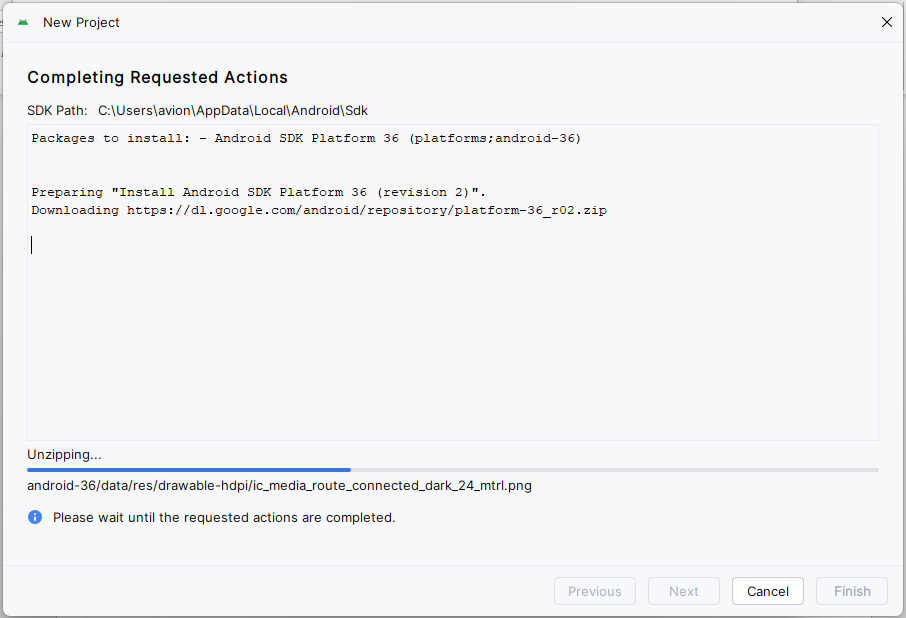 New Project
Completing Requested Actions
SDK Path: C:\Users\avion\AppData\Local\Android\Sdk
Packages to install: - Android SDK Platform 36 (platforms;android-36)
Preparing "Install Android SDK Platform 36 (revision 2)".
Downloading https://dl.google.com/android/repository/platform-36_r02.zip
Unzipping...
android-36/data/res/drawable-hdpi/ic_media_route_connected_dark_24_mtrl.png
Please wait until the requested actions are completed.
Previous Next Cancel Finish